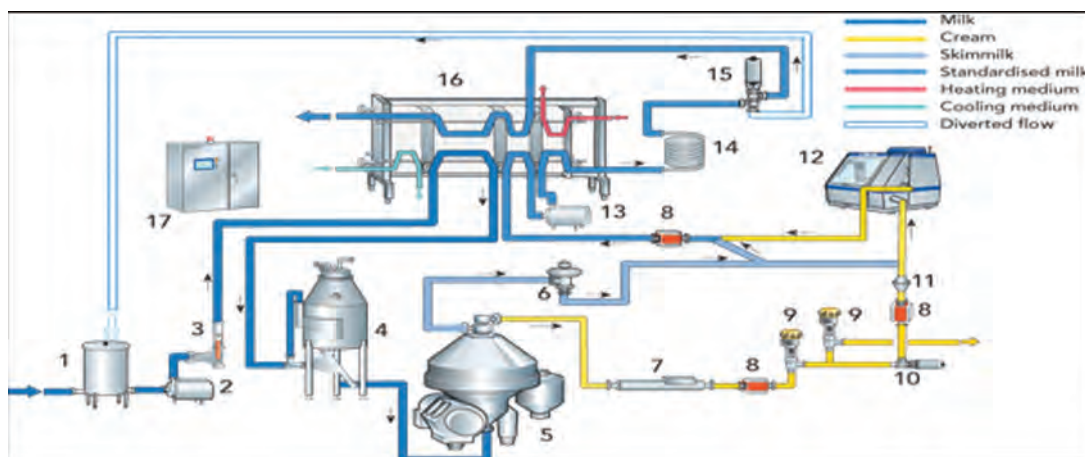 Milk
Cream
Skimmilk
Standardised milk
Heating medium
Cooling medium
Diverted flow
16
15
14
12
17
13
8
11
6
3
4
9
9
8
1
2
7
8
10
5